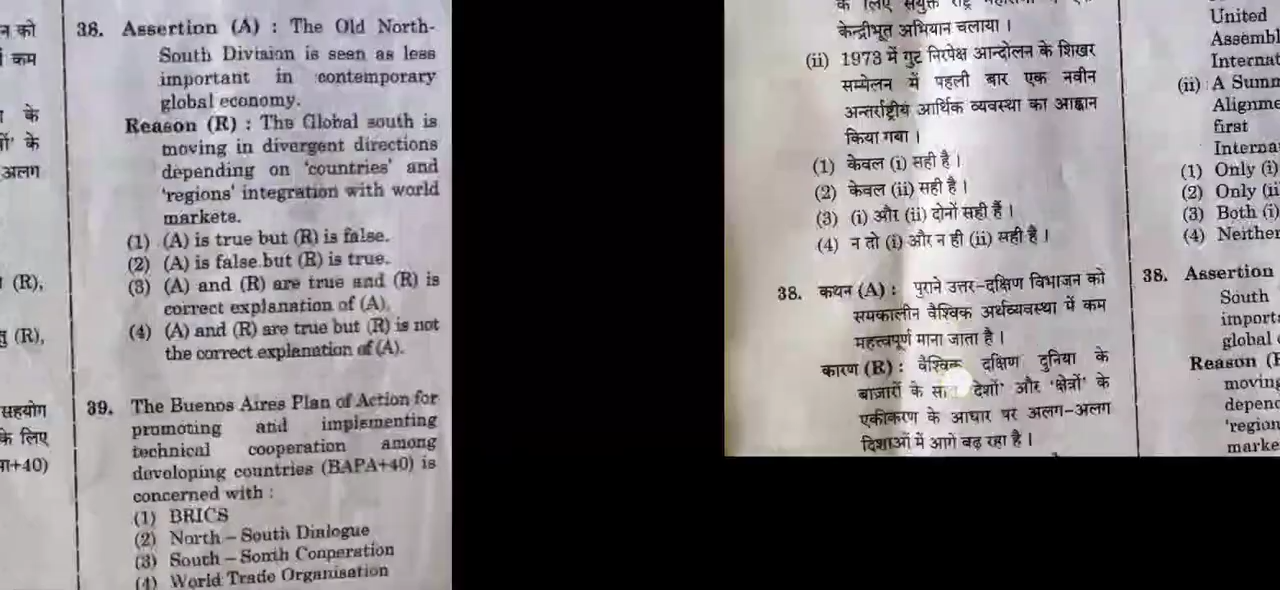 न को
कम
के
के
अलग
(R),
(R),
सहयोग
के लिए
38. Assertion (A) : The Old North-
South Division is seen as less
important in contemporary
global economy.
Reason (R) : The Global south is
moving in divergent directions
depending on 'countries' and
'regions' integration with world
markets.
(1) (A) is true but (R) is false.
(2) (A) is false but (R) is true.
(3) (A) and (R) are true and (R) is
correct explanation of (A).
(4) (A) and (R) are true but (R) is not
the correct explanation of (A).
39. The Buenos Aires Plan of Action for
promoting and implementing
technical cooperation among
developing countries (BAPA+40) is
concerned with :
(1) BRICS
(2) North – South Dialogue
(3) South – South Cooperation
(4) World Trade Organisation
के लिए संयुक्त राष्ट्र
केन्द्रीभूत अभियान चलाया ।
(ii) 1973 में गुट निरपेक्ष आन्दोलन के शिखर
सम्मेलन में पहली बार एक नवीन
अन्तर्राष्ट्रीय आर्थिक व्यवस्था का आह्वान
किया गया ।
(1) केवल (i) सही है ।
(2) केवल (ii) सही है ।
(3) (i) और (ii) दोनों सही हैं ।
(4) न तो (i) और न ही (ii) सही है ।
38. कथन (A) : पुराने उत्तर-दक्षिण विभाजन को
समकालीन वैश्विक अर्थव्यवस्था में कम
महत्त्वपूर्ण माना जाता है ।
कारण (R) : वैश्विक दक्षिण दुनिया के
बाजारों के देशों' और 'क्षेत्रों' के
एकीकरण के आधार पर अलग-अलग
दिशाओं में आगे बढ़ रहा है ।
United
Assembl
Internat
(ii) A Summ
Alignme
first
Interna
(1) Only (i)
(2) Only (ii
(3) Both (i)
(4) Neither
38. Assertion
South
importa
global
Reason (R
moving
depend
'region
marke